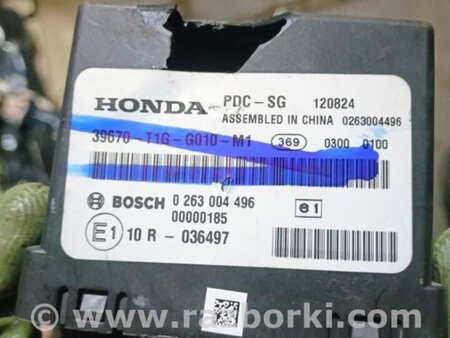 HONDA PDC-SG 120824
ASSEMBLED IN CHINA 0263004496
39670-T1G-G010-M1 369 0300 0100
BOSCH 0 263 004 496
00000185
e1
E1 10 R - 036497
www.razborki.com